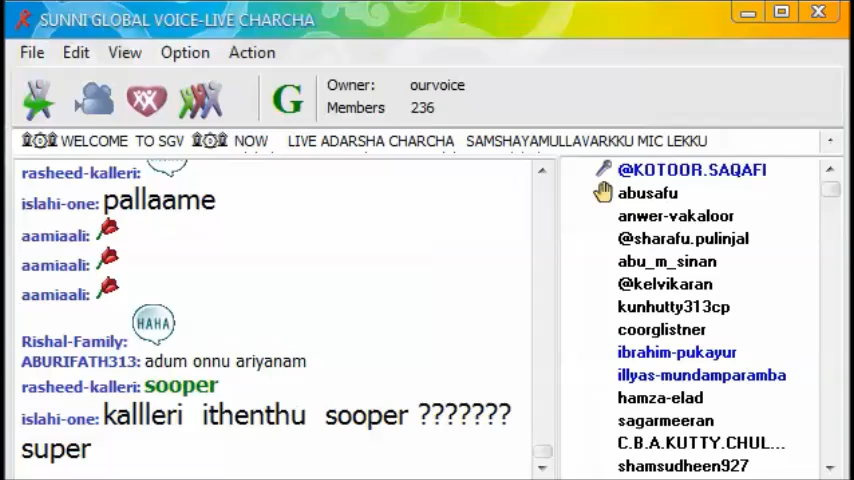 SUNNI GLOBAL VOICE-LIVE CHARCHA
File Edit View Option Action
G
Owner: ourvoice
Members 236
WELCOME TO SGV NOW LIVE ADARSHA CHARCHA SAMSHAYAMULLAVARKKU MIC LEKKU
rasheed-kalleri:
islahi-one: pallaame
aamiaali:
aamiaali:
aamiaali:
HAHA
Rishal-Family:
ABURIFATH313: adum onnu ariyanam
rasheed-kalleri: sooper
islahi-one: kallleri ithenthu sooper ???????
super
@KOTOOR.SAQAFI
abusafu
anwer-vakaloor
@sharafu.pulinjal
abu_m_sinan
@kelvikaran
kunhutty313cp
coorglistner
ibrahim-pukayur
illyas-mundamparamba
hamza-elad
sagarmeeran
C.B.A.KUTTY.CHUL...
shamsudheen927